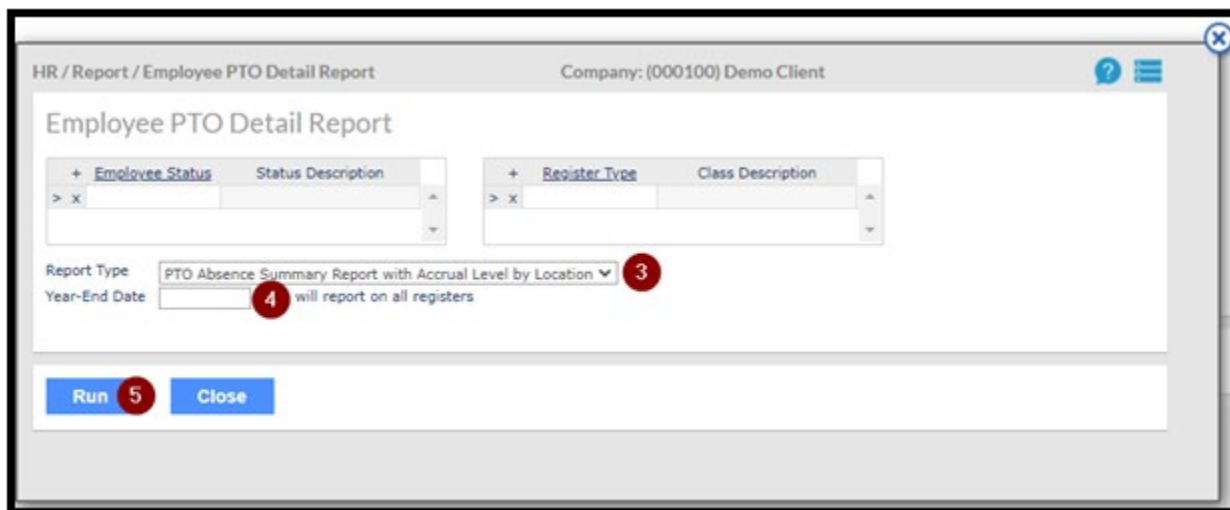 HR / Report / Employee PTO Detail Report Company: (000100) Demo Client ?
Employee PTO Detail Report
+ Employee Status Status Description + Register Type Class Description
> x > x
Report Type PTO Absence Summary Report with Accrual Level by Location 3
Year-End Date 4 will report on all registers
Run 5 Close